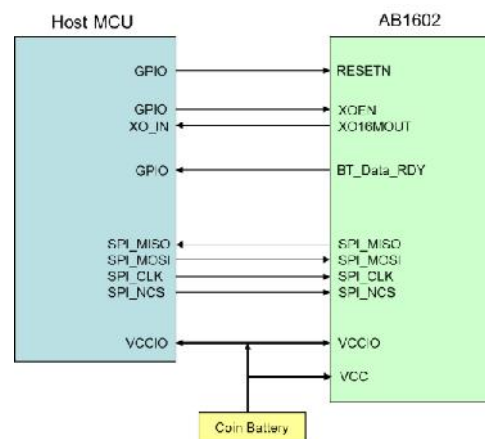 Host MCU AB1602
GPIO RESETN
GPIO XOEN
XO_IN XO16MOUT
GPIO BT_Data_RDY
SPI_MISO SPI_MISO
SPI_MOSI SPI_MOSI
SPI_CLK SPI_CLK
SPI_NCS SPI_NCS
VCCIO VCCIO
VCC
Coin Battery